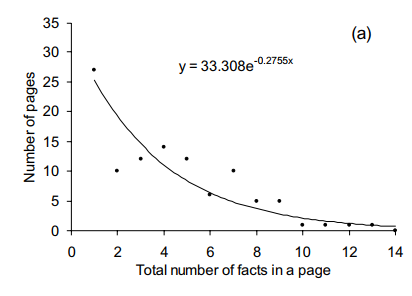 (a)
y = 33.308e^-0.2755x
Number of pages
35
30
25
20
15
10
5
0
0 2 4 6 8 10 12 14
Total number of facts in a page